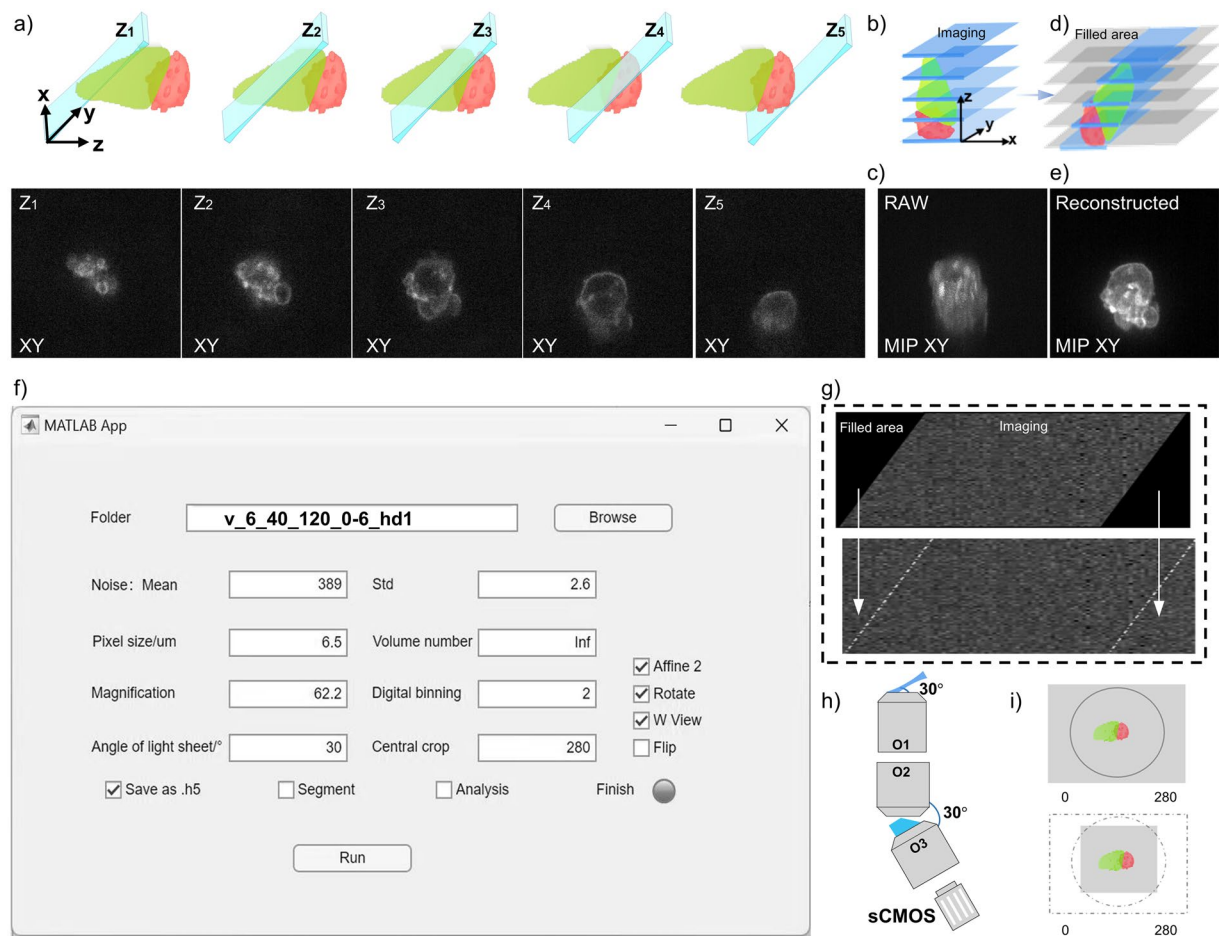 a)
Z1
Z2
Z3
Z4
Z5
x
y
z
b)
Imaging
z
y
x
d)
Filled area
Z1
XY
Z2
XY
Z3
XY
Z4
XY
Z5
XY
c)
RAW
MIP XY
e)
Reconstructed
MIP XY
f)
MATLAB App
Folder v_6_40_120_0-6_hd1 Browse
Noise: Mean 389 Std 2.6
Pixel size/um 6.5 Volume number Inf
Magnification 62.2 Digital binning 2
Angle of light sheet/° 30 Central crop 280
Affine 2
Rotate
W View
Flip
Save as .h5 Segment Analysis Finish
Run
g)
Filled area Imaging
h)
30°
O1
O2
30°
O3
sCMOS
i)
0 280
0 280